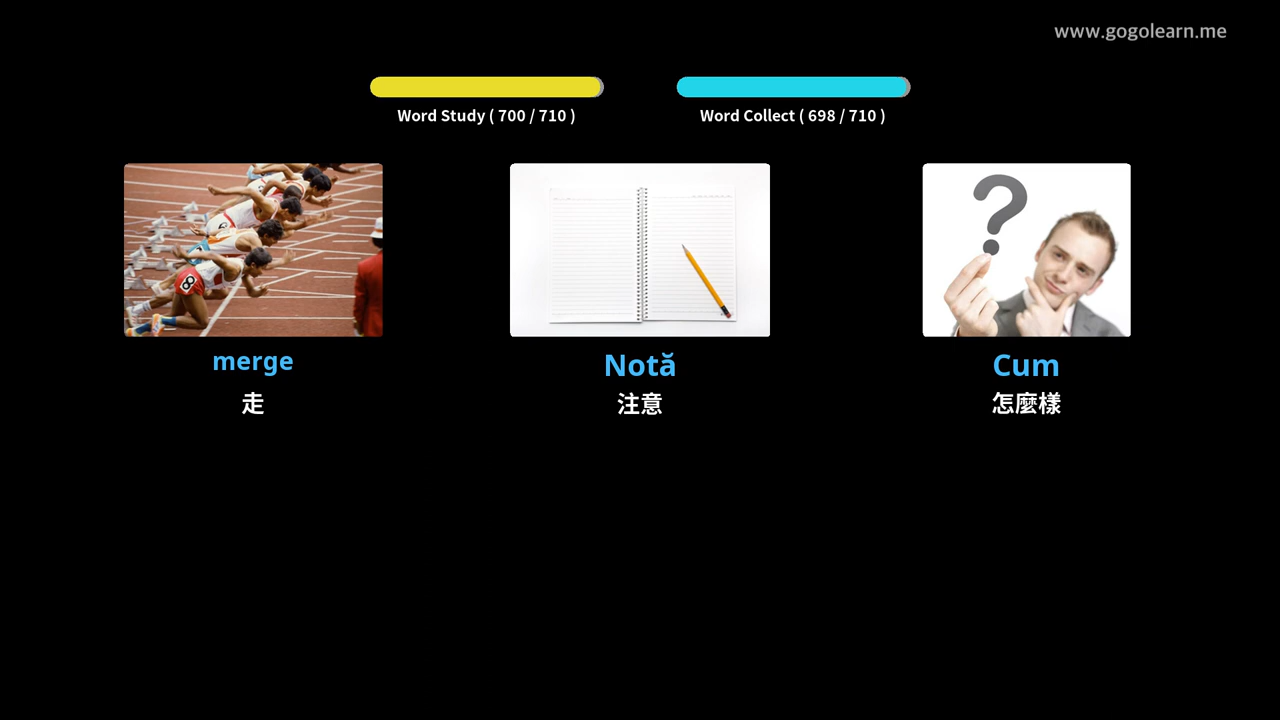 www.gogolearn.me
Word Study ( 700 / 710 )
Word Collect ( 698 / 710 )
8
merge
Notă
Cum
走
注意
怎麼樣